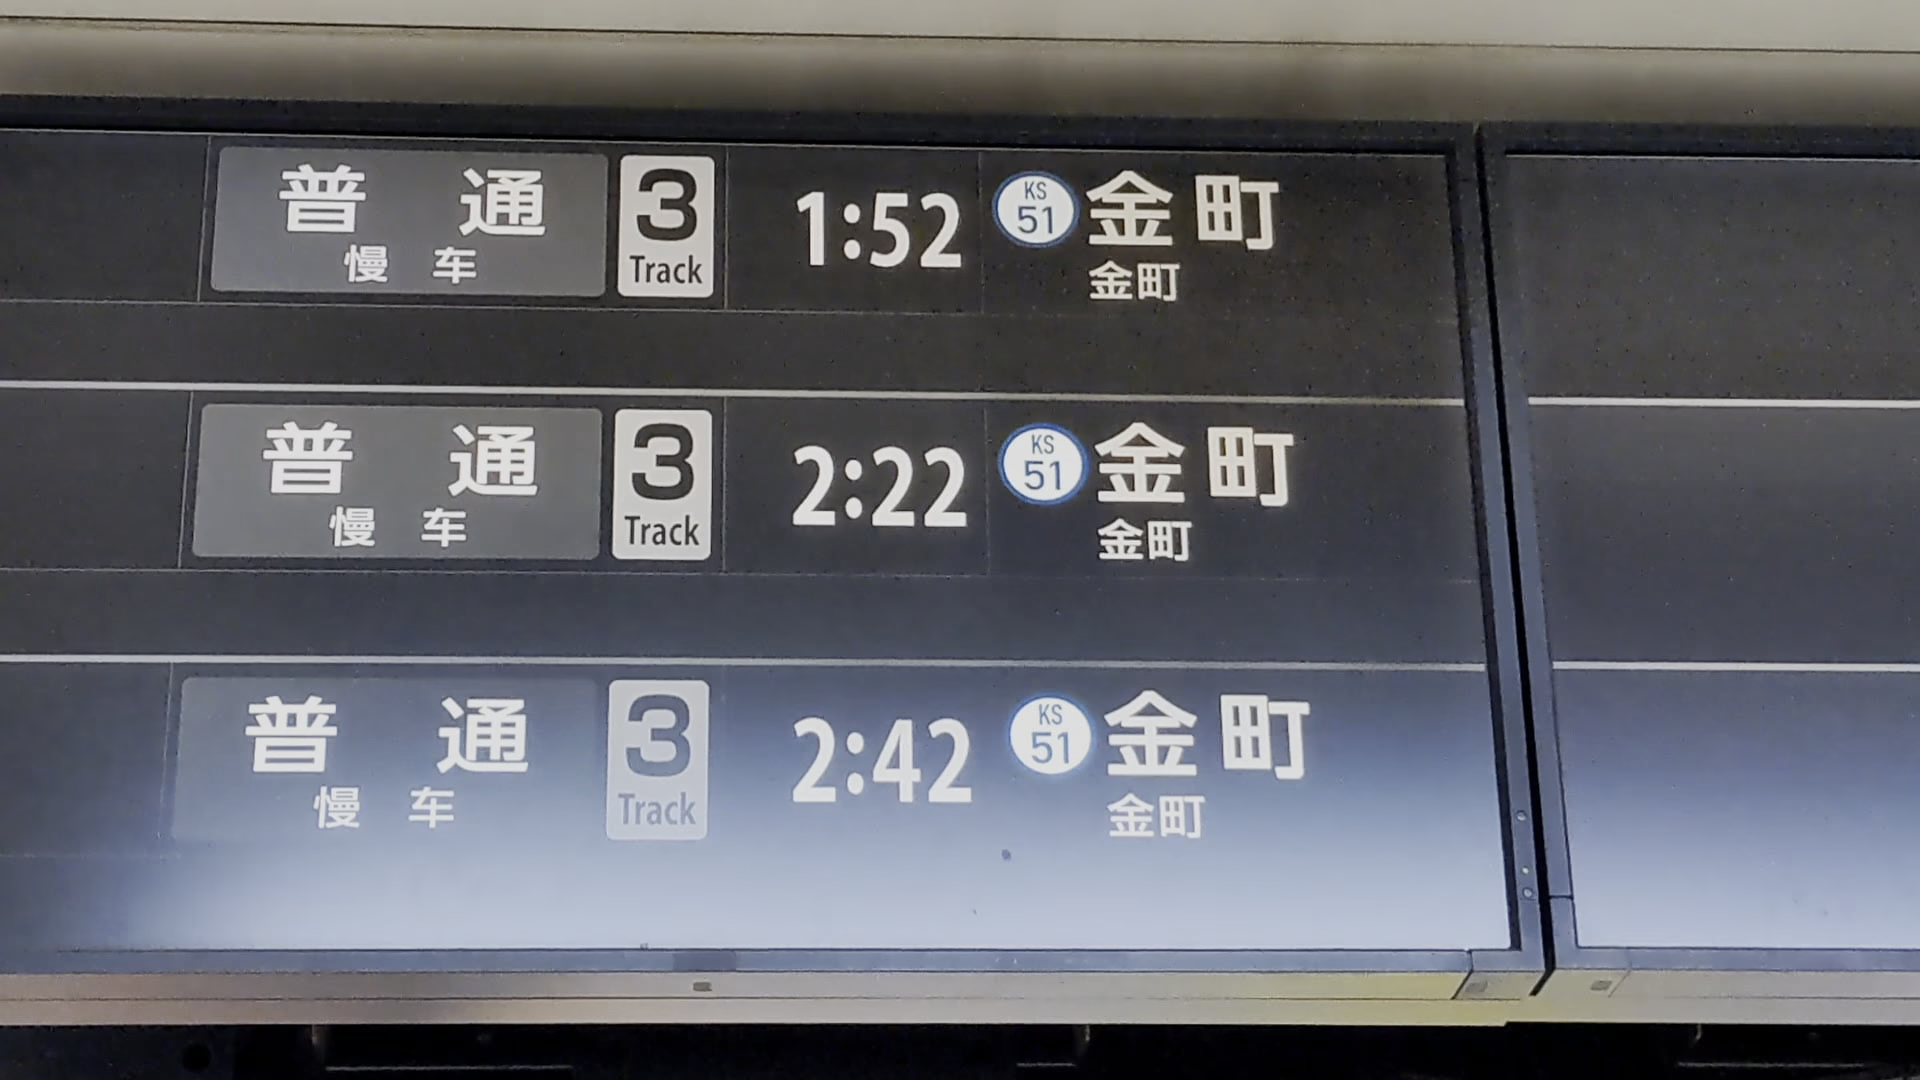 普通 3 1:52 KS 51 金町
慢车 Track 金町
普通 3 2:22 KS 51 金町
慢车 Track 金町
普通 3 2:42 KS 51 金町
慢车 Track 金町